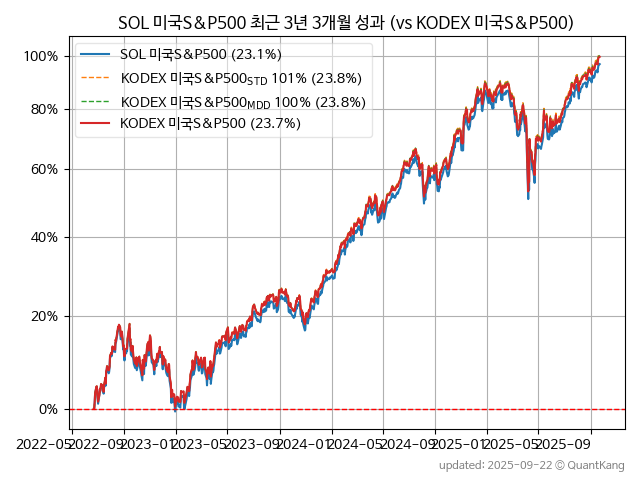 SOL 미국S&P500 최근 3년 3개월 성과 (vs KODEX 미국S&P500)
SOL 미국S&P500 (23.1%)
KODEX 미국S&P500STD 101% (23.8%)
KODEX 미국S&P500MDD 100% (23.8%)
KODEX 미국S&P500 (23.7%)
100%
80%
60%
40%
20%
0%
2022-05 2022-09 2023-01 2023-05 2023-09 2024-01 2024-05 2024-09 2025-01 2025-05 2025-09
updated: 2025-09-22 @ QuantKang